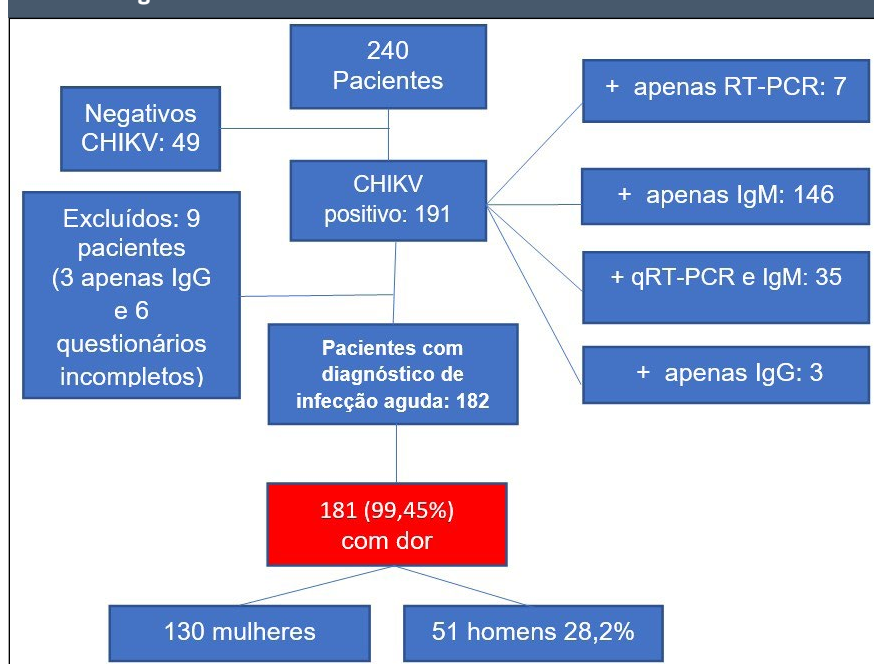 240
Pacientes
Negativos
CHIKV: 49
CHIKV
positivo: 191
+ apenas RT-PCR: 7
+ apenas IgM: 146
+ qRT-PCR e IgM: 35
+ apenas IgG: 3
Excluídos: 9
pacientes
(3 apenas IgG
e 6
questionários
incompletos)
Pacientes com
diagnóstico de
infecção aguda: 182
181 (99,45%)
com dor
130 mulheres
51 homens 28,2%